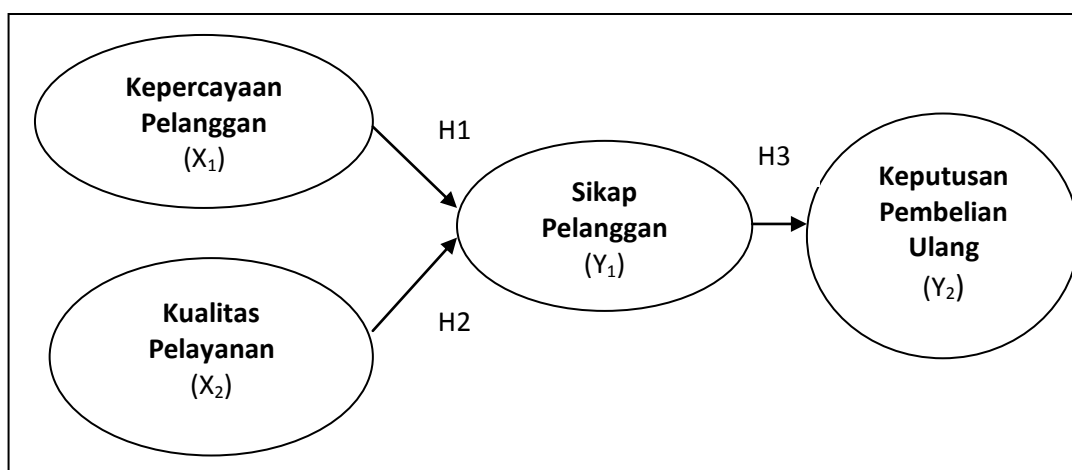 Kepercayaan
Pelanggan
(X₁)
H1
Kualitas
Pelayanan
(X₂)
H2
Sikap
Pelanggan
(Y₁)
H3
Keputusan
Pembelian
Ulang
(Y₂)